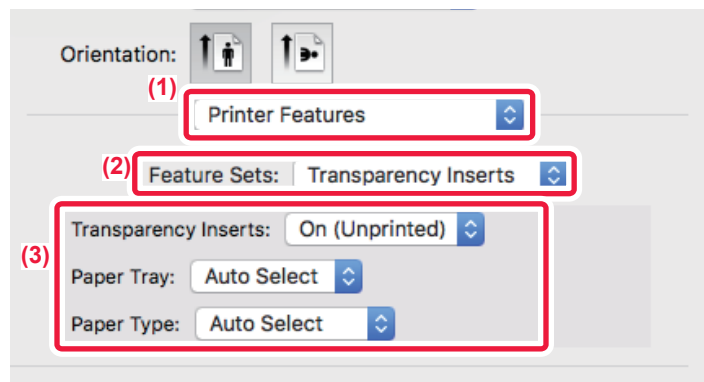 Orientation:
(1)
Printer Features
(2)
Feature Sets: Transparency Inserts
(3)
Transparency Inserts: On (Unprinted)
Paper Tray: Auto Select
Paper Type: Auto Select